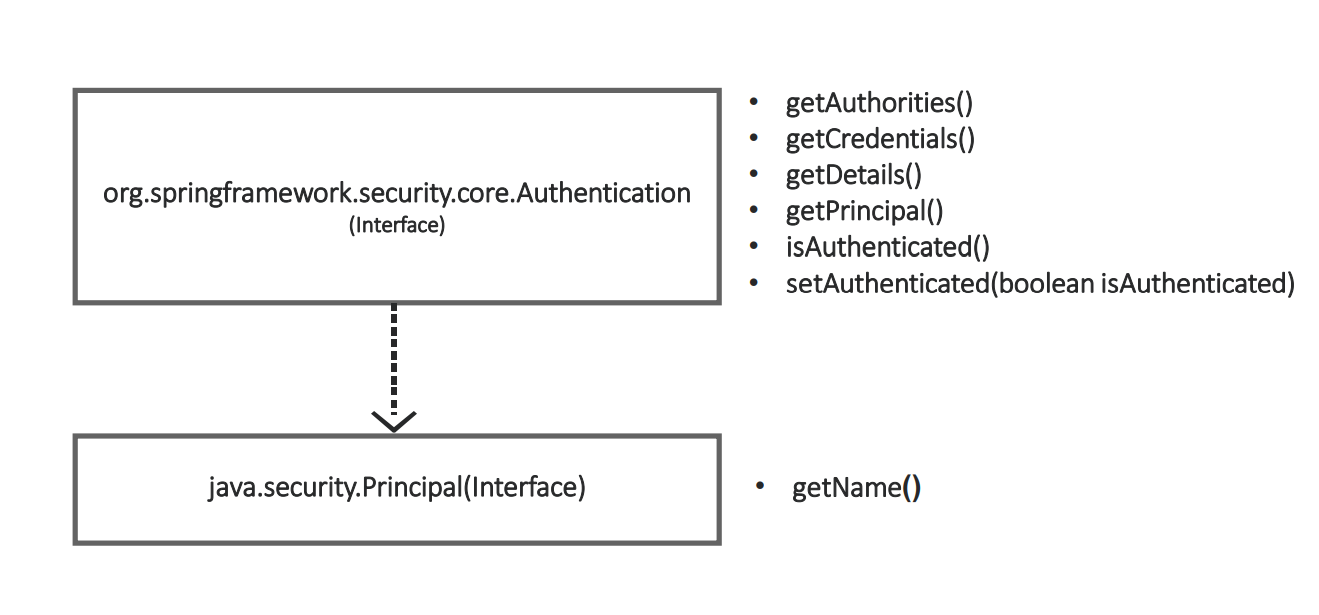 org.springframework.security.core.Authentication
(Interface)
• getAuthorities()
• getCredentials()
• getDetails()
• getPrincipal()
• isAuthenticated()
• setAuthenticated(boolean isAuthenticated)
java.security.Principal(Interface)
• getName()